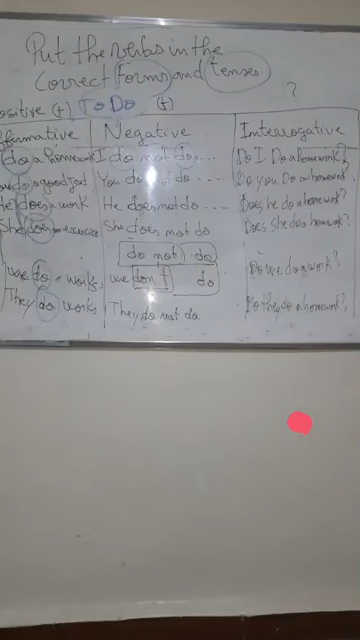 Put the verbs in the
correct (forms) and (tenses)
?
ositive (+) To Do (+)
ffirmative Negative Interrogative
do a homework I do not do.... Do I Do a homework?
do a good Job You do not do... Do you Do a homework?
He does a work He does not do.... Does he do a homework?
She does an exercice She does not do Does She do a homework?
do not do
we do works, we don't do Do we do a work?
They do works They do not do Do they do a homework?